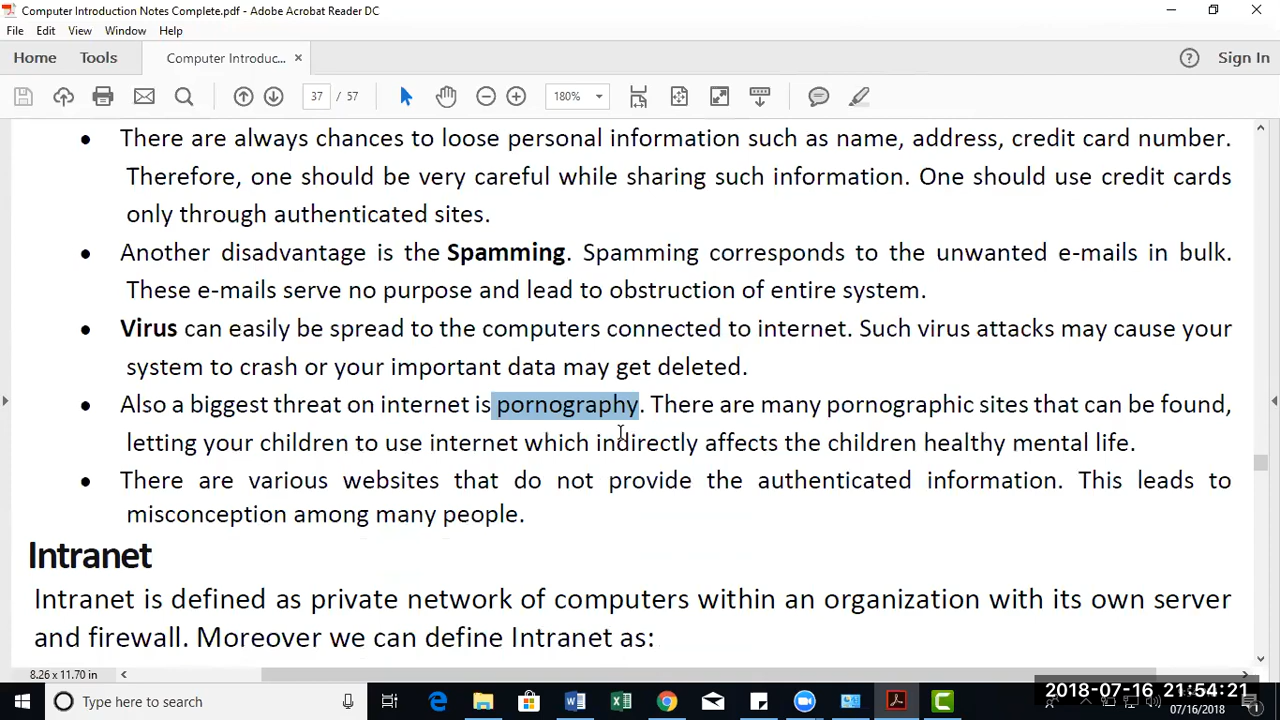 Computer Introduction Notes Complete.pdf - Adobe Acrobat Reader DC
File Edit View Window Help
Home Tools Computer Introduc... × Sign In
37 / 57 180%
• There are always chances to loose personal information such as name, address, credit card number.
Therefore, one should be very careful while sharing such information. One should use credit cards
only through authenticated sites.
• Another disadvantage is the Spamming. Spamming corresponds to the unwanted e-mails in bulk.
These e-mails serve no purpose and lead to obstruction of entire system.
• Virus can easily be spread to the computers connected to internet. Such virus attacks may cause your
system to crash or your important data may get deleted.
• Also a biggest threat on internet is pornography. There are many pornographic sites that can be found,
letting your children to use internet which indirectly affects the children healthy mental life.
• There are various websites that do not provide the authenticated information. This leads to
misconception among many people.
Intranet
Intranet is defined as private network of computers within an organization with its own server
and firewall. Moreover we can define Intranet as:
8.26 x 11.70 in
Type here to search
2018-07-16 21:54:21
07/16/2018